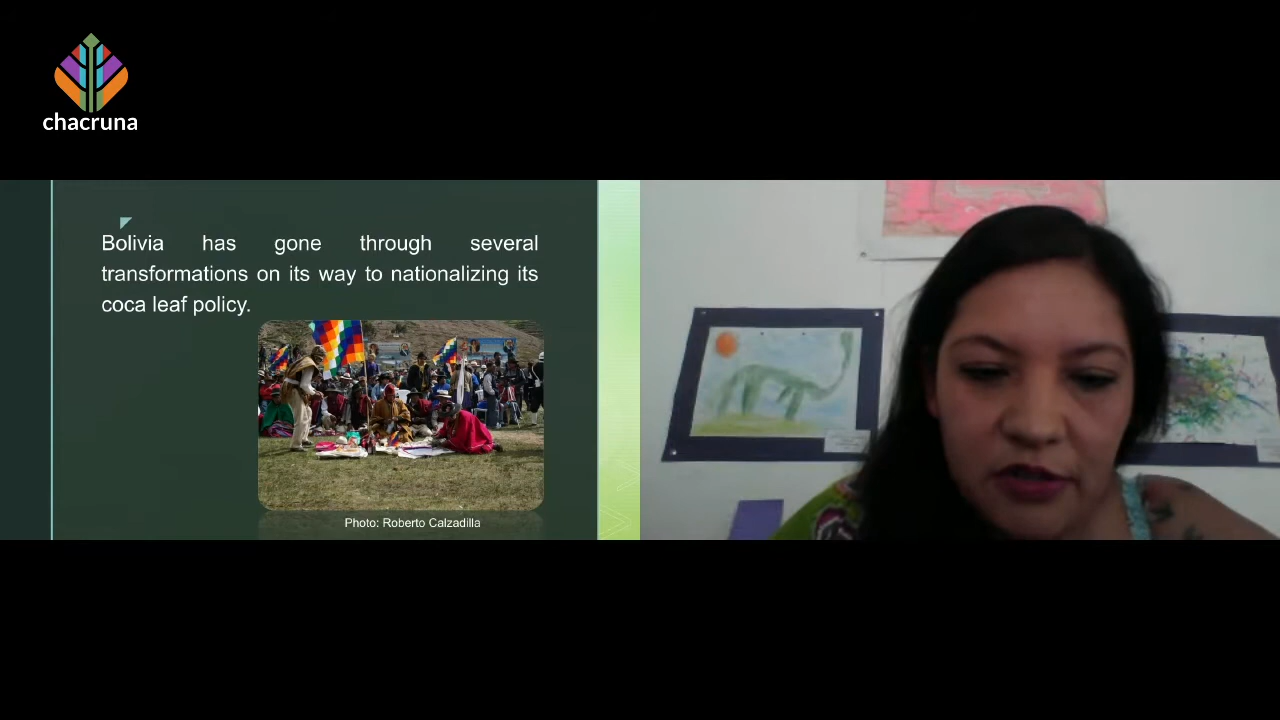 chacruna
Bolivia has gone through several
transformations on its way to nationalizing its
coca leaf policy.
Photo: Roberto Calzadilla